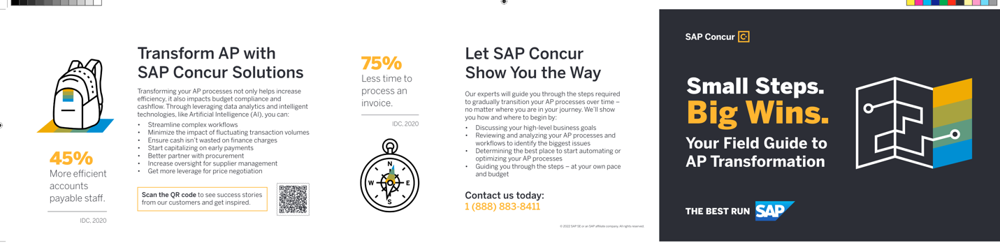 45%
More efficient
accounts
payable staff.
IDC, 2020
Transform AP with
SAP Concur Solutions
Transforming your AP processes not only helps increase
efficiency, it also impacts budget compliance and
cashflow. Through leveraging data analytics and intelligent
technologies, like Artificial Intelligence (AI), you can:
• Streamline complex workflows
• Minimize the impact of fluctuating transaction volumes
• Ensure cash isn't wasted on finance charges
• Start capitalizing on early payments
• Better partner with procurement
• Increase oversight for supplier management
• Get more leverage for price negotiation
Scan the QR code to see success stories
from our customers and get inspired.
75%
Less time to
process an
invoice.
IDC, 2020
N
W E
S
Let SAP Concur
Show You the Way
Our experts will guide you through the steps required
to gradually transition your AP processes over time –
no matter where you are in your journey. We'll show
you how and where to begin by:
• Discussing your high-level business goals
• Reviewing and analyzing your AP processes and
workflows to identify the biggest issues
• Determining the best place to start automating or
optimizing your AP processes
• Guiding you through the steps – at your own pace
and budget
Contact us today:
1 (888) 883-8411
© 2022 SAP SE or an SAP affiliate company. All rights reserved
SAP Concur C
Small Steps.
Big Wins.
Your Field Guide to
AP Transformation
THE BEST RUN SAP